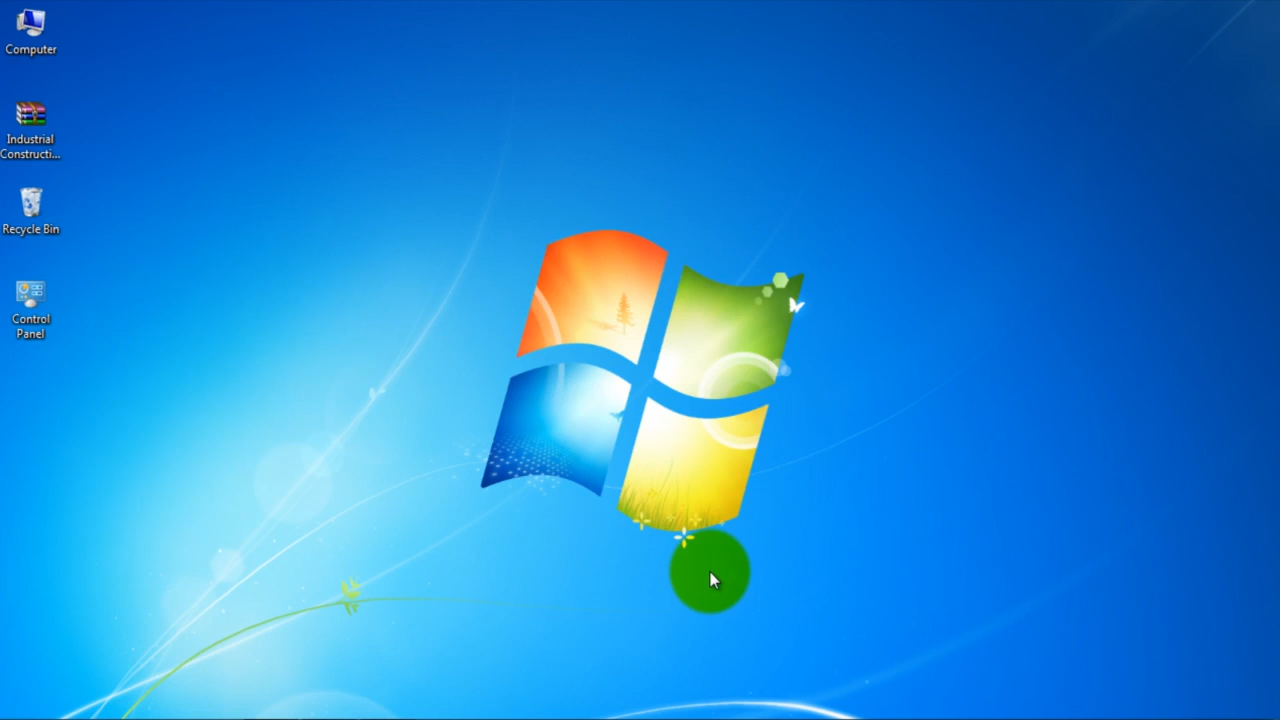 Computer
Industrial
Constructi...
Recycle Bin
Control
Panel